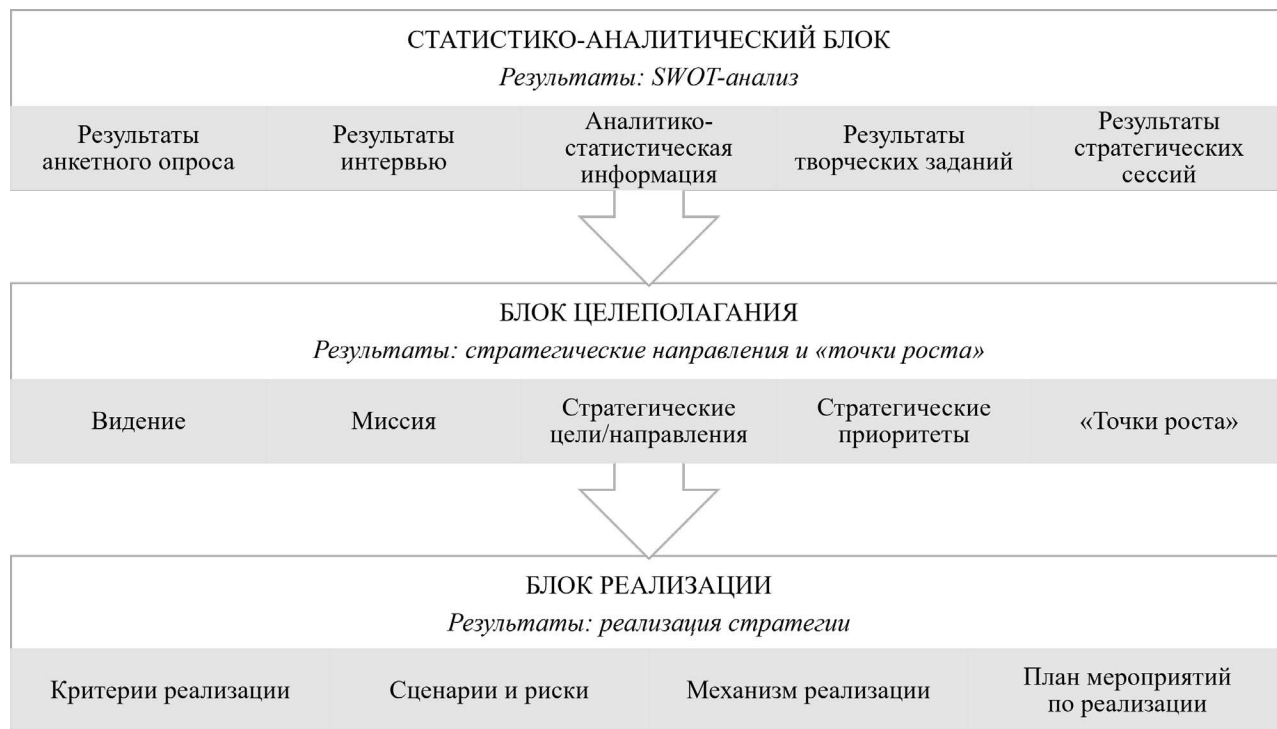 СТАТИСТИКО-АНАЛИТИЧЕСКИЙ БЛОК
Результаты: SWOT-анализ
Результаты
анкетного опроса
Результаты
интервью
Аналитико-
статистическая
информация
Результаты
творческих заданий
Результаты
стратегических
сессий
БЛОК ЦЕЛЕПОЛАГАНИЯ
Результаты: стратегические направления и «точки роста»
Видение
Миссия
Стратегические
цели/направления
Стратегические
приоритеты
«Точки роста»
БЛОК РЕАЛИЗАЦИИ
Результаты: реализация стратегии
Критерии реализации
Сценарии и риски
Механизм реализации
План мероприятий
по реализации